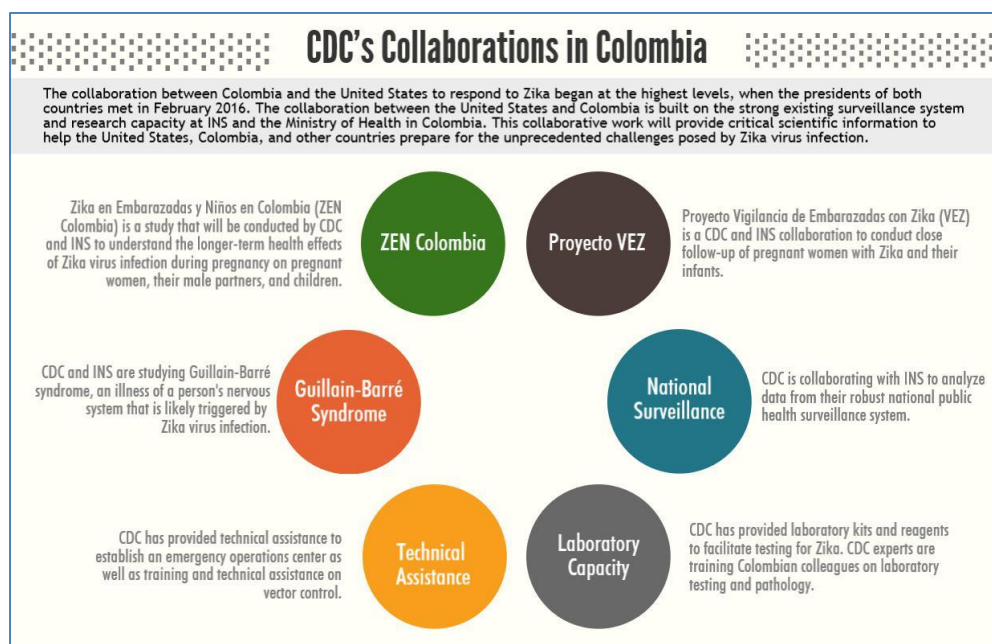 CDC's Collaborations in Colombia
The collaboration between Colombia and the United States to respond to Zika began at the highest levels, when the presidents of both
countries met in February 2016. The collaboration between the United States and Colombia is built on the strong existing surveillance system
and research capacity at INS and the Ministry of Health in Colombia. This collaborative work will provide critical scientific information to
help the United States, Colombia, and other countries prepare for the unprecedented challenges posed by Zika virus infection.
Zika en Embarazadas y Niños en Colombia (ZEN
Colombia) is a study that will be conducted by CDC
and INS to understand the longer-term health effects
of Zika virus infection during pregnancy on pregnant
women, their male partners, and children.
ZEN Colombia
Proyecto VEZ
Proyecto Vigilancia de Embarazadas con Zika (VEZ)
is a CDC and INS collaboration to conduct close
follow-up of pregnant women with Zika and their
infants.
CDC and INS are studying Guillain-Barré
syndrome, an illness of a person's nervous
system that is likely triggered by
Zika virus infection.
Guillain-Barré
Syndrome
National
Surveillance
CDC is collaborating with INS to analyze
data from their robust national public
health surveillance system.
CDC has provided technical assistance to
establish an emergency operations center as
well as training and technical assistance on
vector control.
Technical
Assistance
Laboratory
Capacity
CDC has provided laboratory kits and reagents
to facilitate testing for Zika. CDC experts are
training Colombian colleagues on laboratory
testing and pathology.